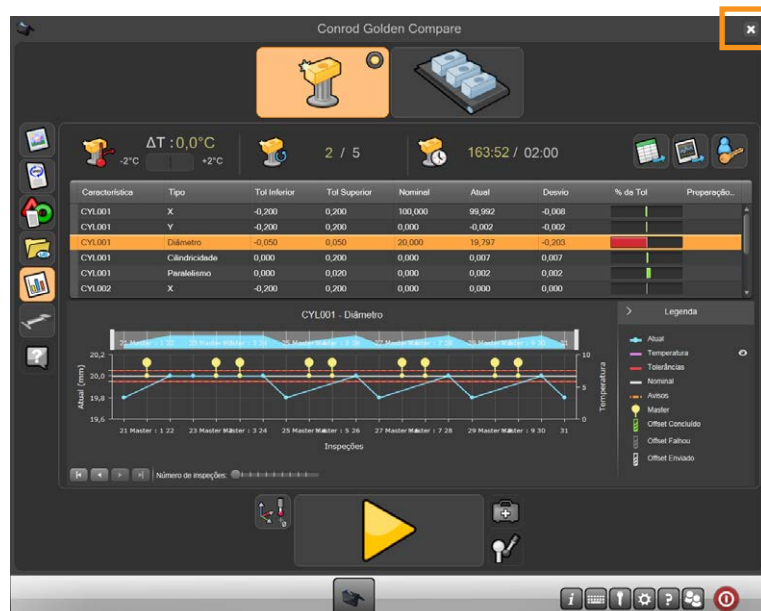 Conrod Golden Compare
ΔT :0,0°C
-2°C
+2°C
2 / 5
163:52 / 02:00
Característica Tipo Tol Inferior Tol Superior Nominal Atual Desvio % da Tol Preparação...
CYL001 X -0,200 0,200 100,000 99,992 -0,008
CYL001 Y -0,200 0,200 0,000 -0,002 -0,002
CYL001 Diâmetro -0,050 0,050 20,000 19,797 -0,203
CYL001 Cilindricidade 0,000 0,200 0,000 0,007 0,007
CYL001 Paralelismo 0,000 0,020 0,000 0,002 0,002
CYL002 X -0,200 0,200 0,000 0,000 0,000
CYL001 - Diâmetro
20,2
20,0
19,8
19,6
Atual (mm)
10
5
0
Temperatura
21 Master : 1 22 23 Master : 3 24 25 Master : 5 26 27 Master : 7 28 29 Master : 9 30 31
Inspeções
Número de inspeções:
Legenda
Atual
Temperatura
Tolerâncias
Nominal
Avisos
Master
Offset Concluído
Offset Falhou
Offset Enviado